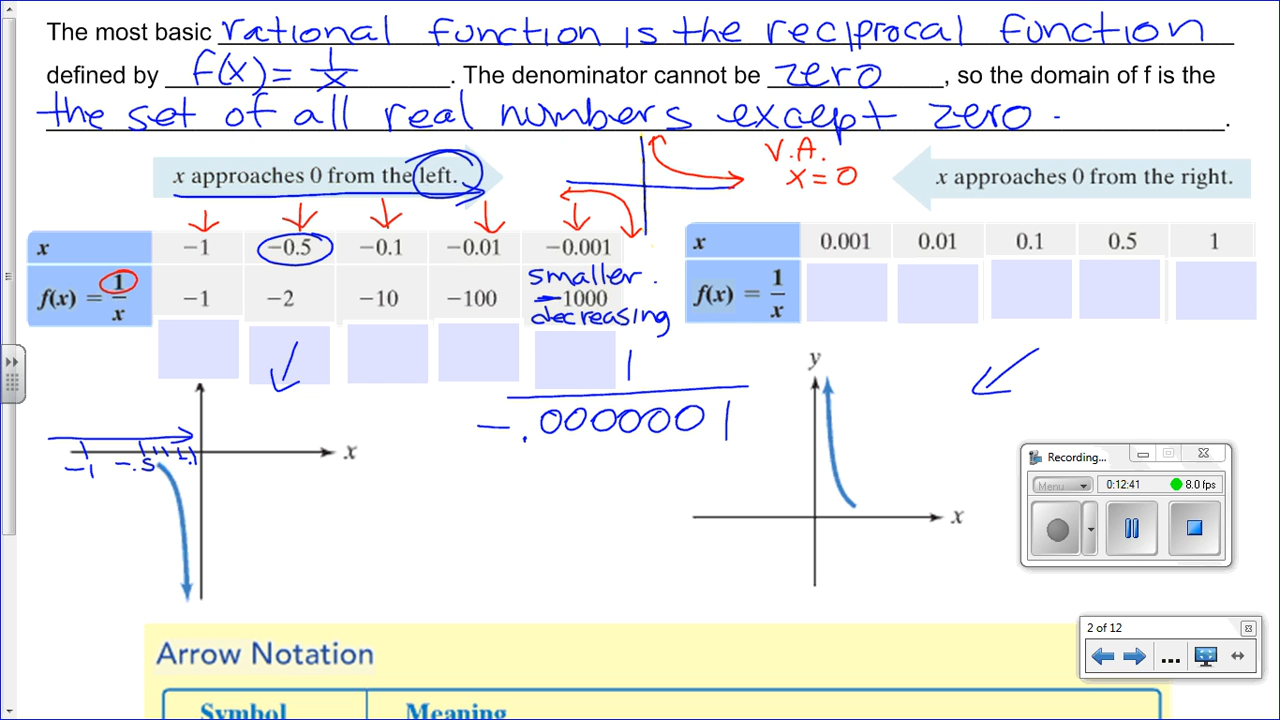 The most basic rational function is the reciprocal function
defined by f(x) = 1/x . The denominator cannot be zero , so the domain of f is the
the set of all real numbers except zero .
x approaches 0 from the left.
V.A.
x = 0
x approaches 0 from the right.
x −1 −0.5 −0.1 −0.01 −0.001
smaller.
f(x) = 1/x −1 −2 −10 −100 −1000
decreasing
x 0.001 0.01 0.1 0.5 1
f(x) = 1/x
1
-.0000001
x
-1 -.5 -.1
y
x
Recording...
Menu 0:12:41 8.0 fps
2 of 12
...
Arrow Notation
Symbol Meaning